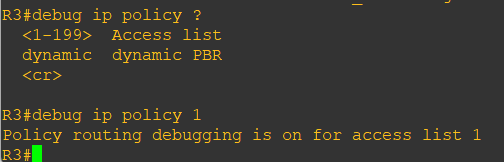 R3#debug ip policy ?
  <1-199>  Access list
  dynamic  dynamic PBR
  <cr>

R3#debug ip policy 1
Policy routing debugging is on for access list 1
R3#